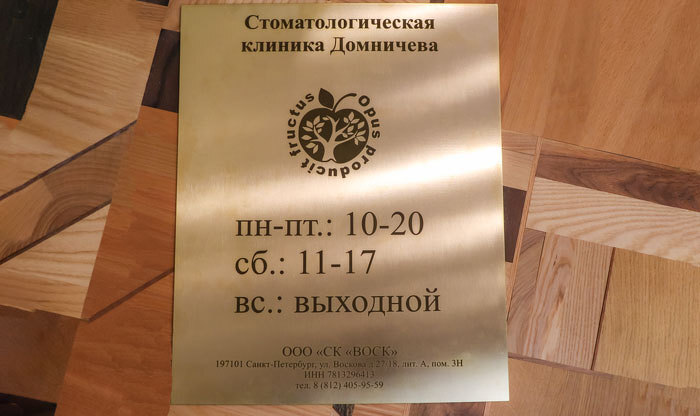 Стоматологическая
клиника Домничева
Opus producit fructus
пн-пт.: 10-20
сб.: 11-17
вс.: выходной
ООО «СК «ВОСК»
197101 Санкт-Петербург, ул. Воскова д.27/18, лит. А, пом. 3Н
ИНН 7813296413
тел. 8 (812) 405-95-59